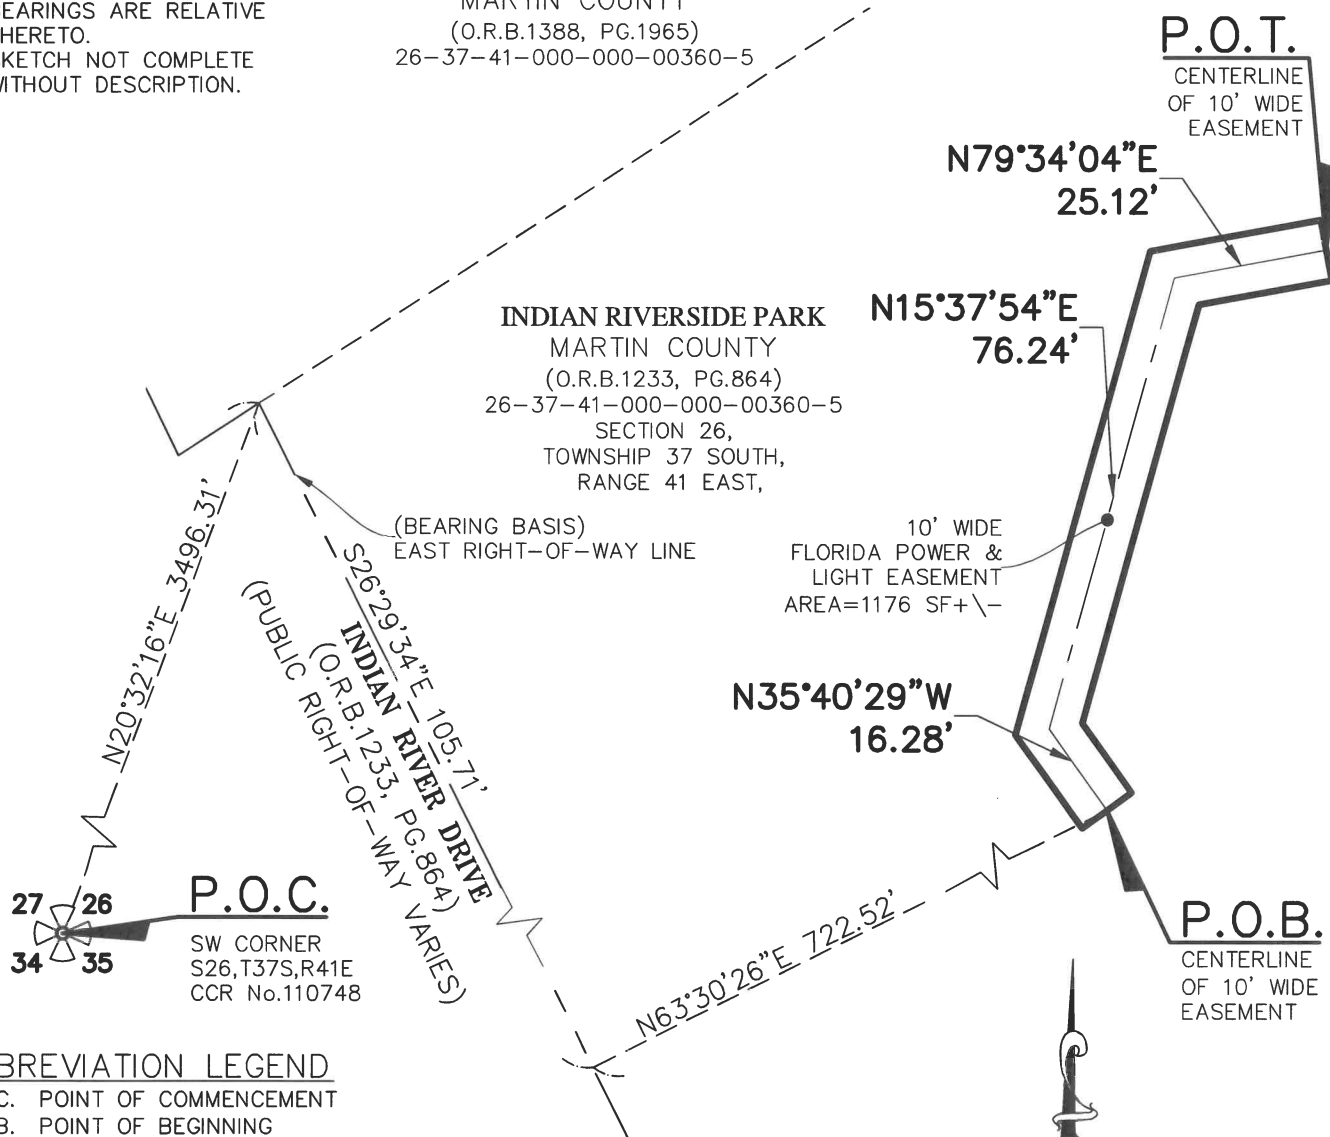 EARINGS ARE RELATIVE
HERETO.
KETCH NOT COMPLETE
ITHOUT DESCRIPTION.
MARTIN COUNTY
(O.R.B.1388, PG.1965)
26-37-41-000-000-00360-5
P.O.T.
CENTERLINE
OF 10' WIDE
EASEMENT
N79°34'04"E
25.12'
INDIAN RIVERSIDE PARK
MARTIN COUNTY
(O.R.B.1233, PG.864)
26-37-41-000-000-00360-5
SECTION 26,
TOWNSHIP 37 SOUTH,
RANGE 41 EAST,
N15°37'54"E
76.24'
(BEARING BASIS)
EAST RIGHT-OF-WAY LINE
10' WIDE
FLORIDA POWER &
LIGHT EASEMENT
AREA=1176 SF+\-
N20°32'16"E 3496.31'
S26°29'34"E 105.71'
INDIAN RIVER DRIVE
(O.R.B.1233, PG.864)
(PUBLIC RIGHT-OF-WAY VARIES)
N35°40'29"W
16.28'
27 26
34 35
P.O.C.
SW CORNER
S26,T37S,R41E
CCR No.110748
N63°30'26"E 722.52'
P.O.B.
CENTERLINE
OF 10' WIDE
EASEMENT
BREVIATION LEGEND
C. POINT OF COMMENCEMENT
B. POINT OF BEGINNING